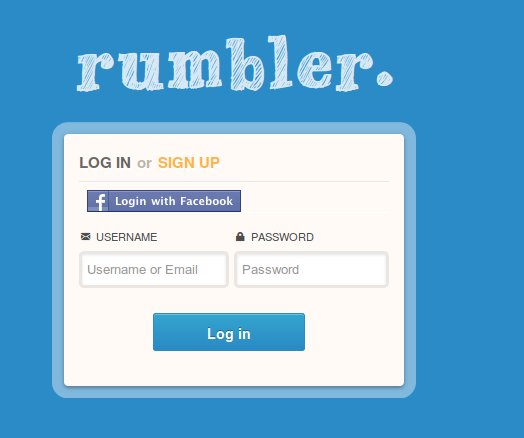 rumbler.
LOG IN or SIGN UP
f Login with Facebook
USERNAME PASSWORD
Username or Email Password
Log in